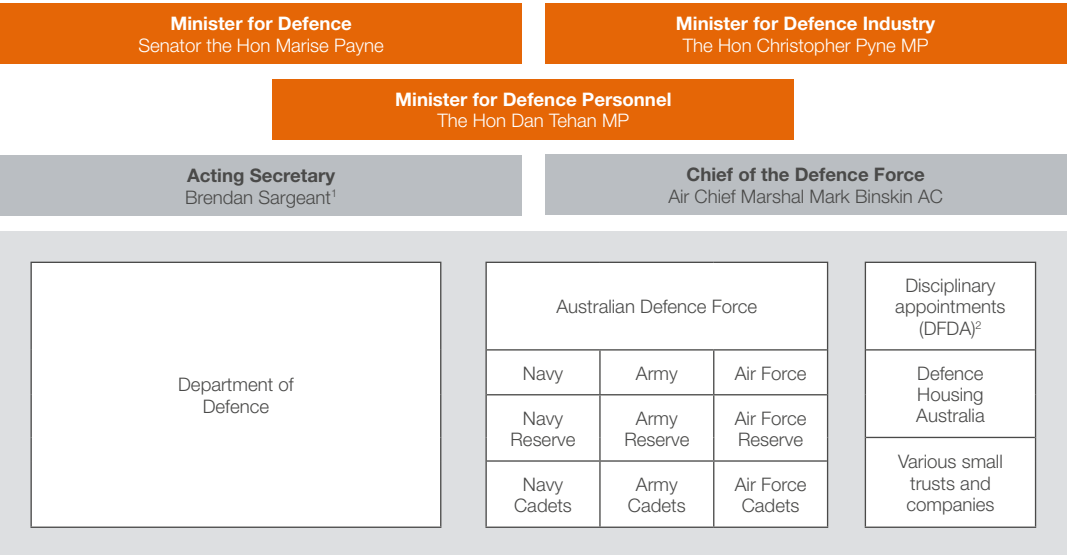 Minister for Defence
Senator the Hon Marise Payne
Minister for Defence Industry
The Hon Christopher Pyne MP
Minister for Defence Personnel
The Hon Dan Tehan MP
Acting Secretary
Brendan Sargeant¹
Chief of the Defence Force
Air Chief Marshal Mark Binskin AC
Department of
Defence
Australian Defence Force
Navy
Army
Air Force
Navy
Reserve
Army
Reserve
Air Force
Reserve
Navy
Cadets
Army
Cadets
Air Force
Cadets
Disciplinary
appointments
(DFDA)²
Defence
Housing
Australia
Various small
trusts and
companies